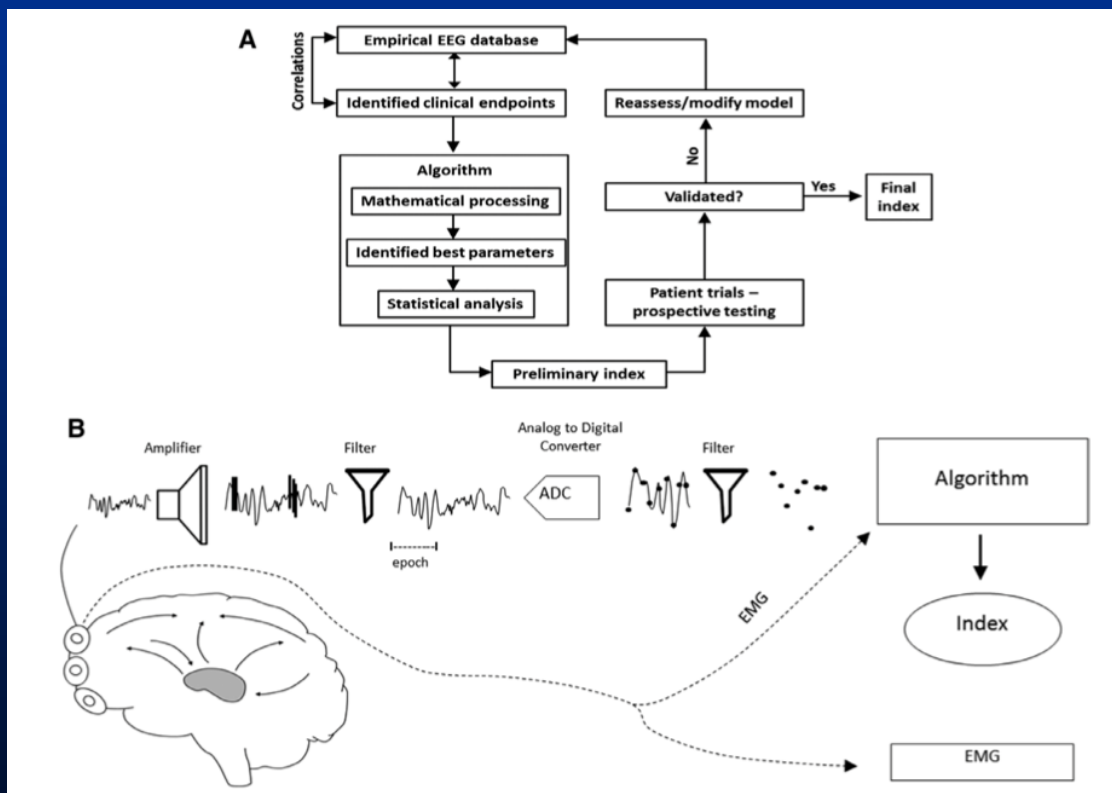 A
Correlations
Empirical EEG database
Identified clinical endpoints
Algorithm
Mathematical processing
Identified best parameters
Statistical analysis
Preliminary index
Patient trials –
prospective testing
Validated?
Yes
Final
index
No
Reassess/modify model
B
Amplifier
Filter
epoch
Analog to Digital
Converter
ADC
Filter
Algorithm
Index
EMG
EMG